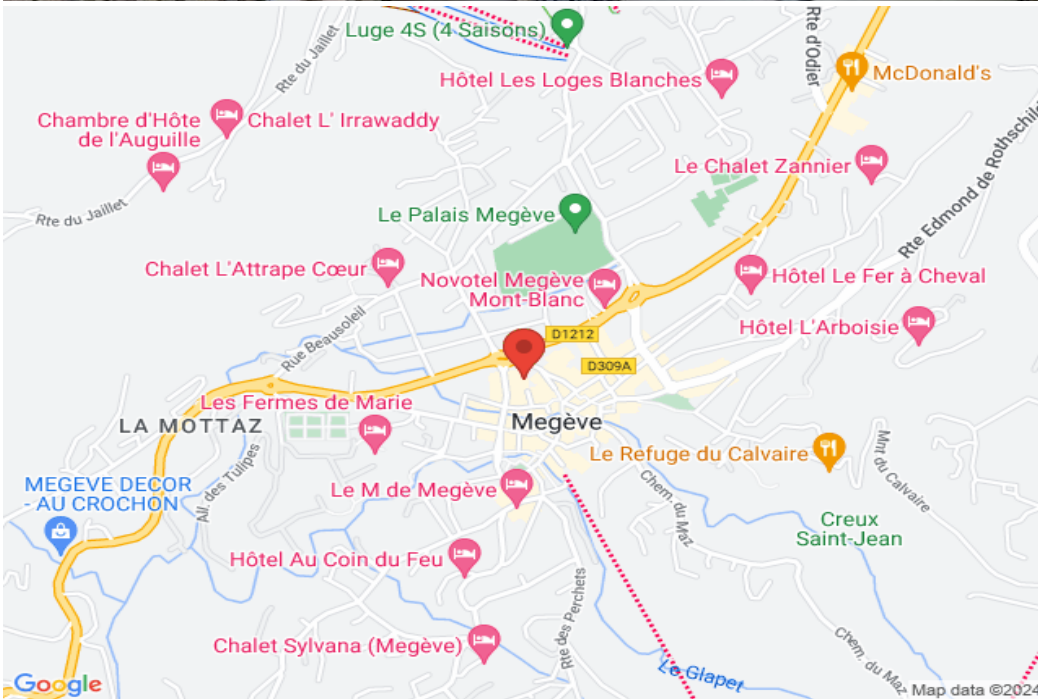 Luge 4S (4 Saisons)
Rte du Jaillet
Rte d'Odier
McDonald's
Hôtel Les Loges Blanches
Chambre d'Hôte
de l'Auguille
Chalet L' Irrawaddy
Le Chalet Zannier
Rte Edmond de Rothschild
Rte du Jaillet
Le Palais Megève
Chalet L'Attrape Cœur
Novotel Megève
Mont-Blanc
Hôtel Le Fer à Cheval
Rue Beausoleil
D1212
Hôtel L'Arboisie
D309A
Les Fermes de Marie
LA MOTTAZ
Megève
Le Refuge du Calvaire
Mnt du Calvaire
All. des Tulipes
MEGEVE DECOR
- AU CROCHON
Le M de Megève
Chem. du Maz
Creux
Saint-Jean
Hôtel Au Coin du Feu
Rte des Perchets
Chalet Sylvana (Megève)
Chem. du Maz
Le Glapet
Google
Map data ©2024